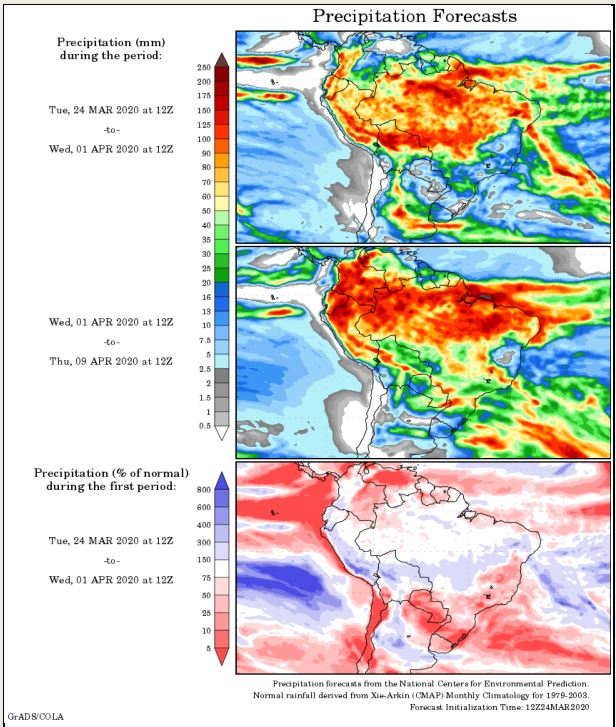 Precipitation Forecasts
Precipitation (mm)
during the period:
Tue, 24 MAR 2020 at 12Z
-to-
Wed, 01 APR 2020 at 12Z
250
200
175
150
125
100
90
80
70
60
50
40
35
30
25
20
16
13
10
7.5
5
2.5
2
1.5
1
0.5
Wed, 01 APR 2020 at 12Z
-to-
Thu, 09 APR 2020 at 12Z
Precipitation (% of normal)
during the first period:
Tue, 24 MAR 2020 at 12Z
-to-
Wed, 01 APR 2020 at 12Z
800
600
400
300
150
75
50
25
10
5
Precipitation forecasts from the National Centers for Environmental Prediction.
Normal rainfall derived from Xie-Arkin (CMAP) Monthly Climatology for 1979-2003.
Forecast Initialization Time: 12Z24MAR2020
GrADS/COLA